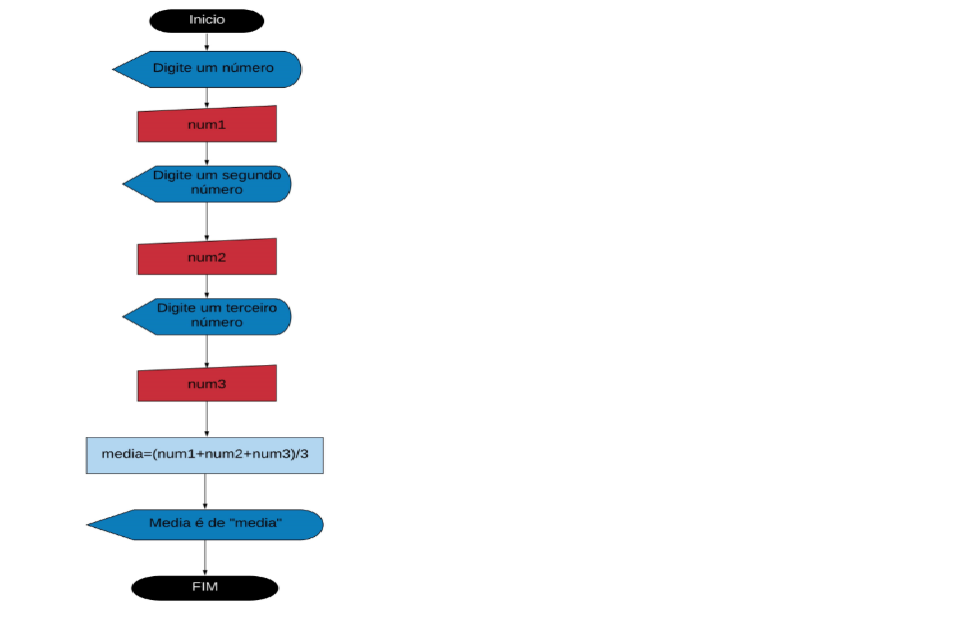 Inicio
Digite um número
num1
Digite um segundo
número
num2
Digite um terceiro
número
num3
media=(num1+num2+num3)/3
Media é de "media"
FIM